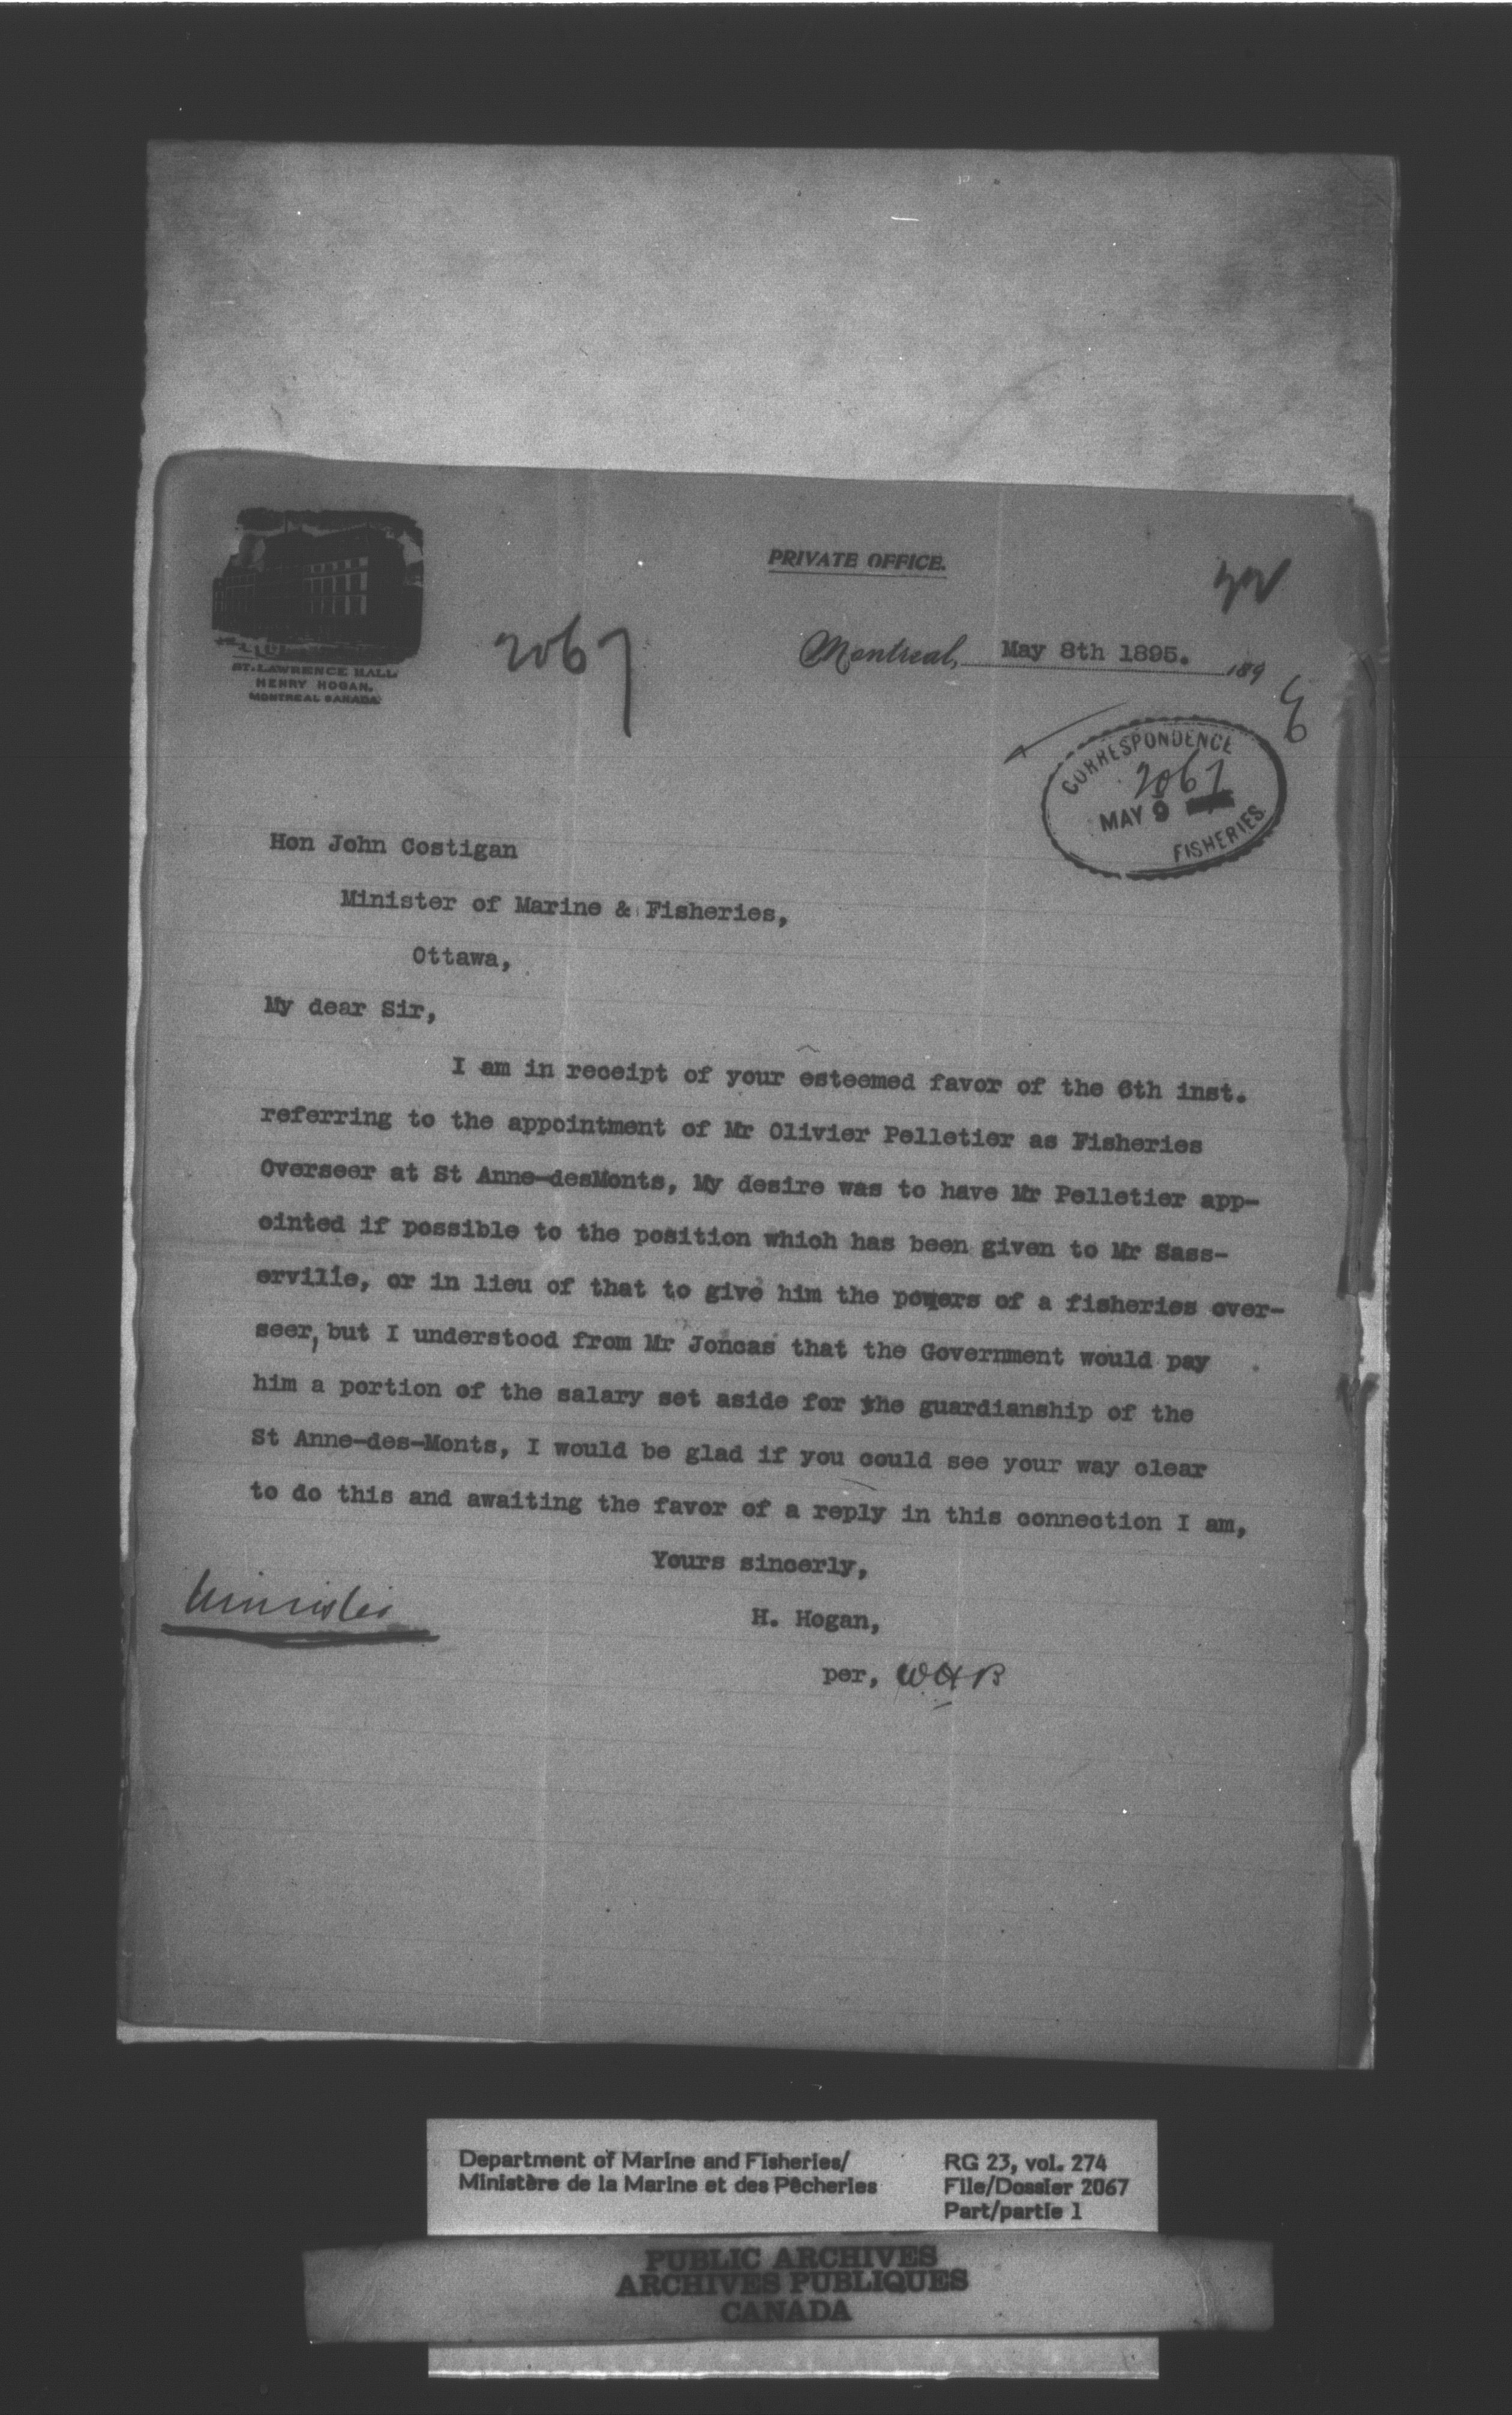 PRIVATE OFFICE.
2067
Montreal, May 8th 1895. 189
ST. LAWRENCE HALL,
HENRY HOGAN,
MONTREAL CANADA
CORRESPONDENCE
2067
MAY 9
FISHERIES
Hon John Costigan
Minister of Marine & Fisheries,
Ottawa,
My dear Sir,
I am in receipt of your esteemed favor of the 6th inst.
referring to the appointment of Mr Olivier Pelletier as Fisheries
Overseer at St Anne-desMonts, My desire was to have Mr Pelletier app-
ointed if possible to the position which has been given to Mr Sass-
erville, or in lieu of that to give him the powers of a fisheries over-
seer, but I understood from Mr Joncas that the Government would pay
him a portion of the salary set aside for the guardianship of the
St Anne-des-Monts, I would be glad if you could see your way clear
to do this and awaiting the favor of a reply in this connection I am,
Yours sincerly,
Minister
H. Hogan,
per, WHB
Department of Marine and Fisheries/
Ministère de la Marine et des Pêcheries
RG 23, vol. 274
File/Dossier 2067
Part/partie 1
PUBLIC ARCHIVES
ARCHIVES PUBLIQUES
CANADA